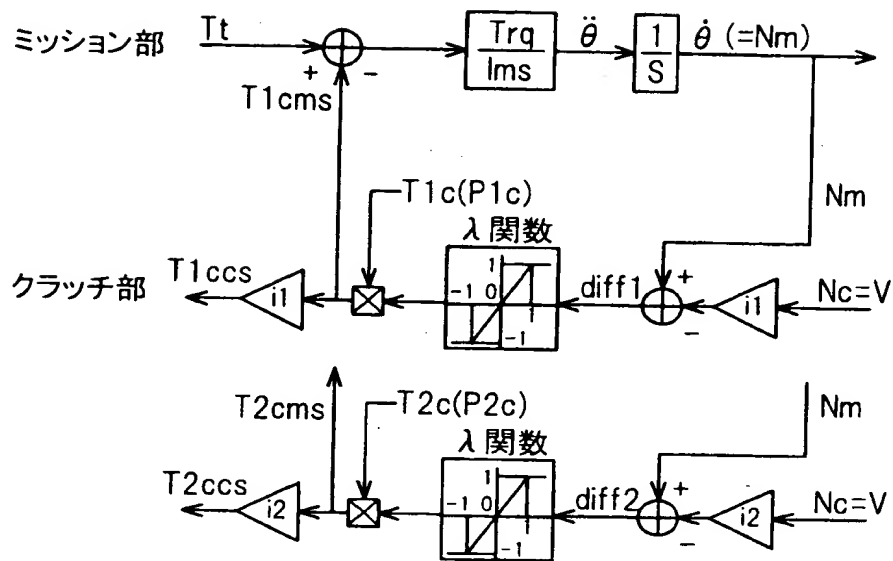 ミッション部
Tt
+
-
Trq
Ims
θ̈
1
S
θ̇ (=Nm)
T1cms
T1c(P1c)
Nm
λ関数
クラッチ部
T1ccs
i1
-1
0
1
-1
diff1
+
-
i1
Nc=V
T2cms
T2c(P2c)
Nm
λ関数
T2ccs
i2
-1
0
1
-1
diff2
+
-
i2
Nc=V